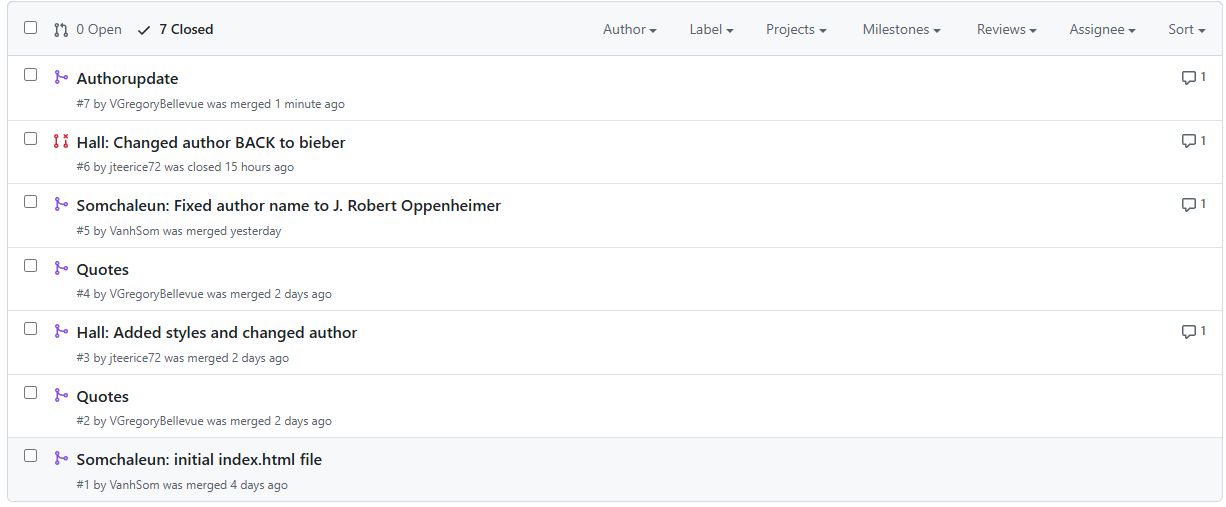 0 Open 7 Closed Author Label Projects Milestones Reviews Assignee Sort
Authorupdate 1
#7 by VGregoryBellevue was merged 1 minute ago
Hall: Changed author BACK to bieber 1
#6 by jteerice72 was closed 15 hours ago
Somchaleun: Fixed author name to J. Robert Oppenheimer 1
#5 by VanhSom was merged yesterday
Quotes
#4 by VGregoryBellevue was merged 2 days ago
Hall: Added styles and changed author 1
#3 by jteerice72 was merged 2 days ago
Quotes
#2 by VGregoryBellevue was merged 2 days ago
Somchaleun: initial index.html file
#1 by VanhSom was merged 4 days ago